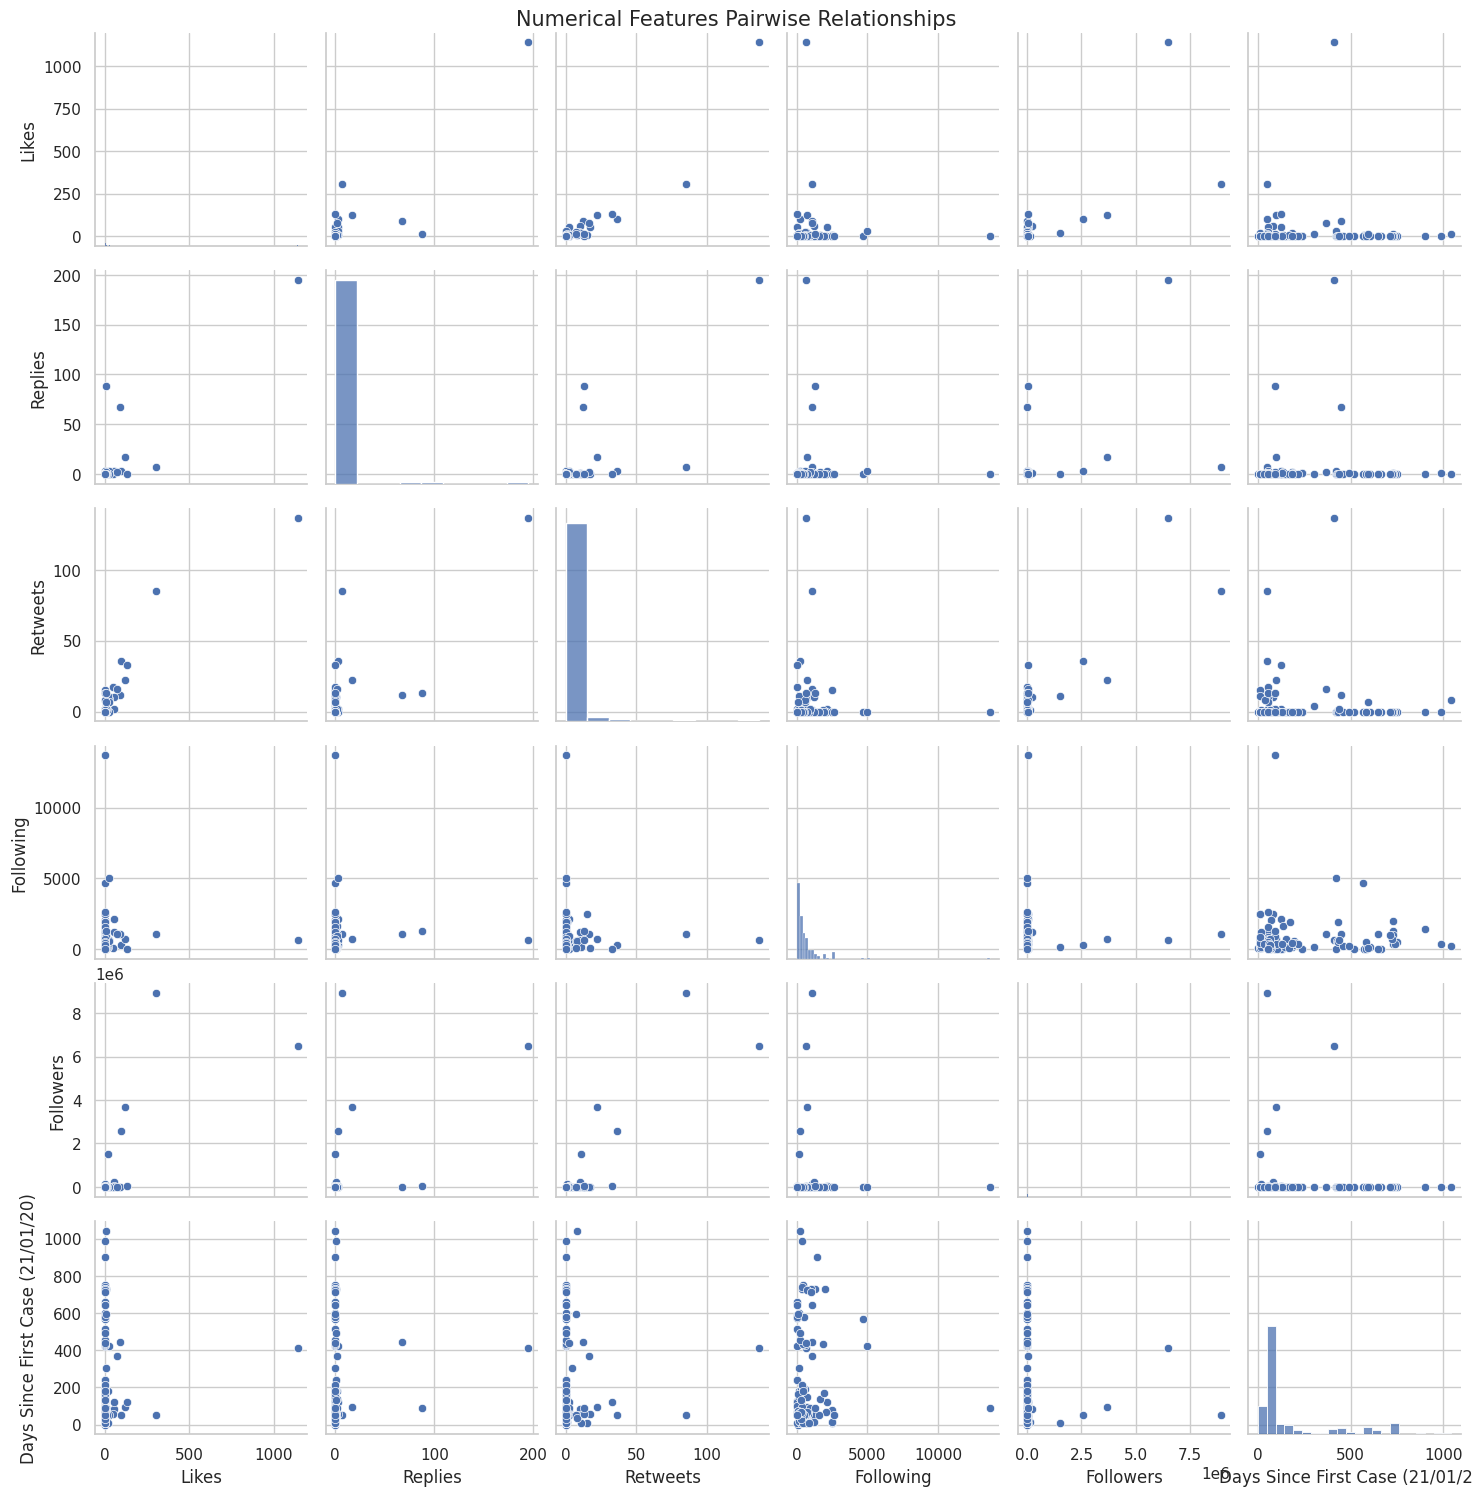 Numerical Features Pairwise Relationships
1000
750
500
250
0
Likes
200
150
100
50
0
Replies
100
50
0
Retweets
10000
5000
0
Following
1e6
8
6
4
2
0
Followers
1000
800
600
400
200
0
Days Since First Case (21/01/20)
0 500 1000
Likes
0 100 200
Replies
0 50 100
Retweets
0 5000 10000
Following
0.0 2.5 5.0 7.5
1e6
Followers
0 500 1000
Days Since First Case (21/01/2